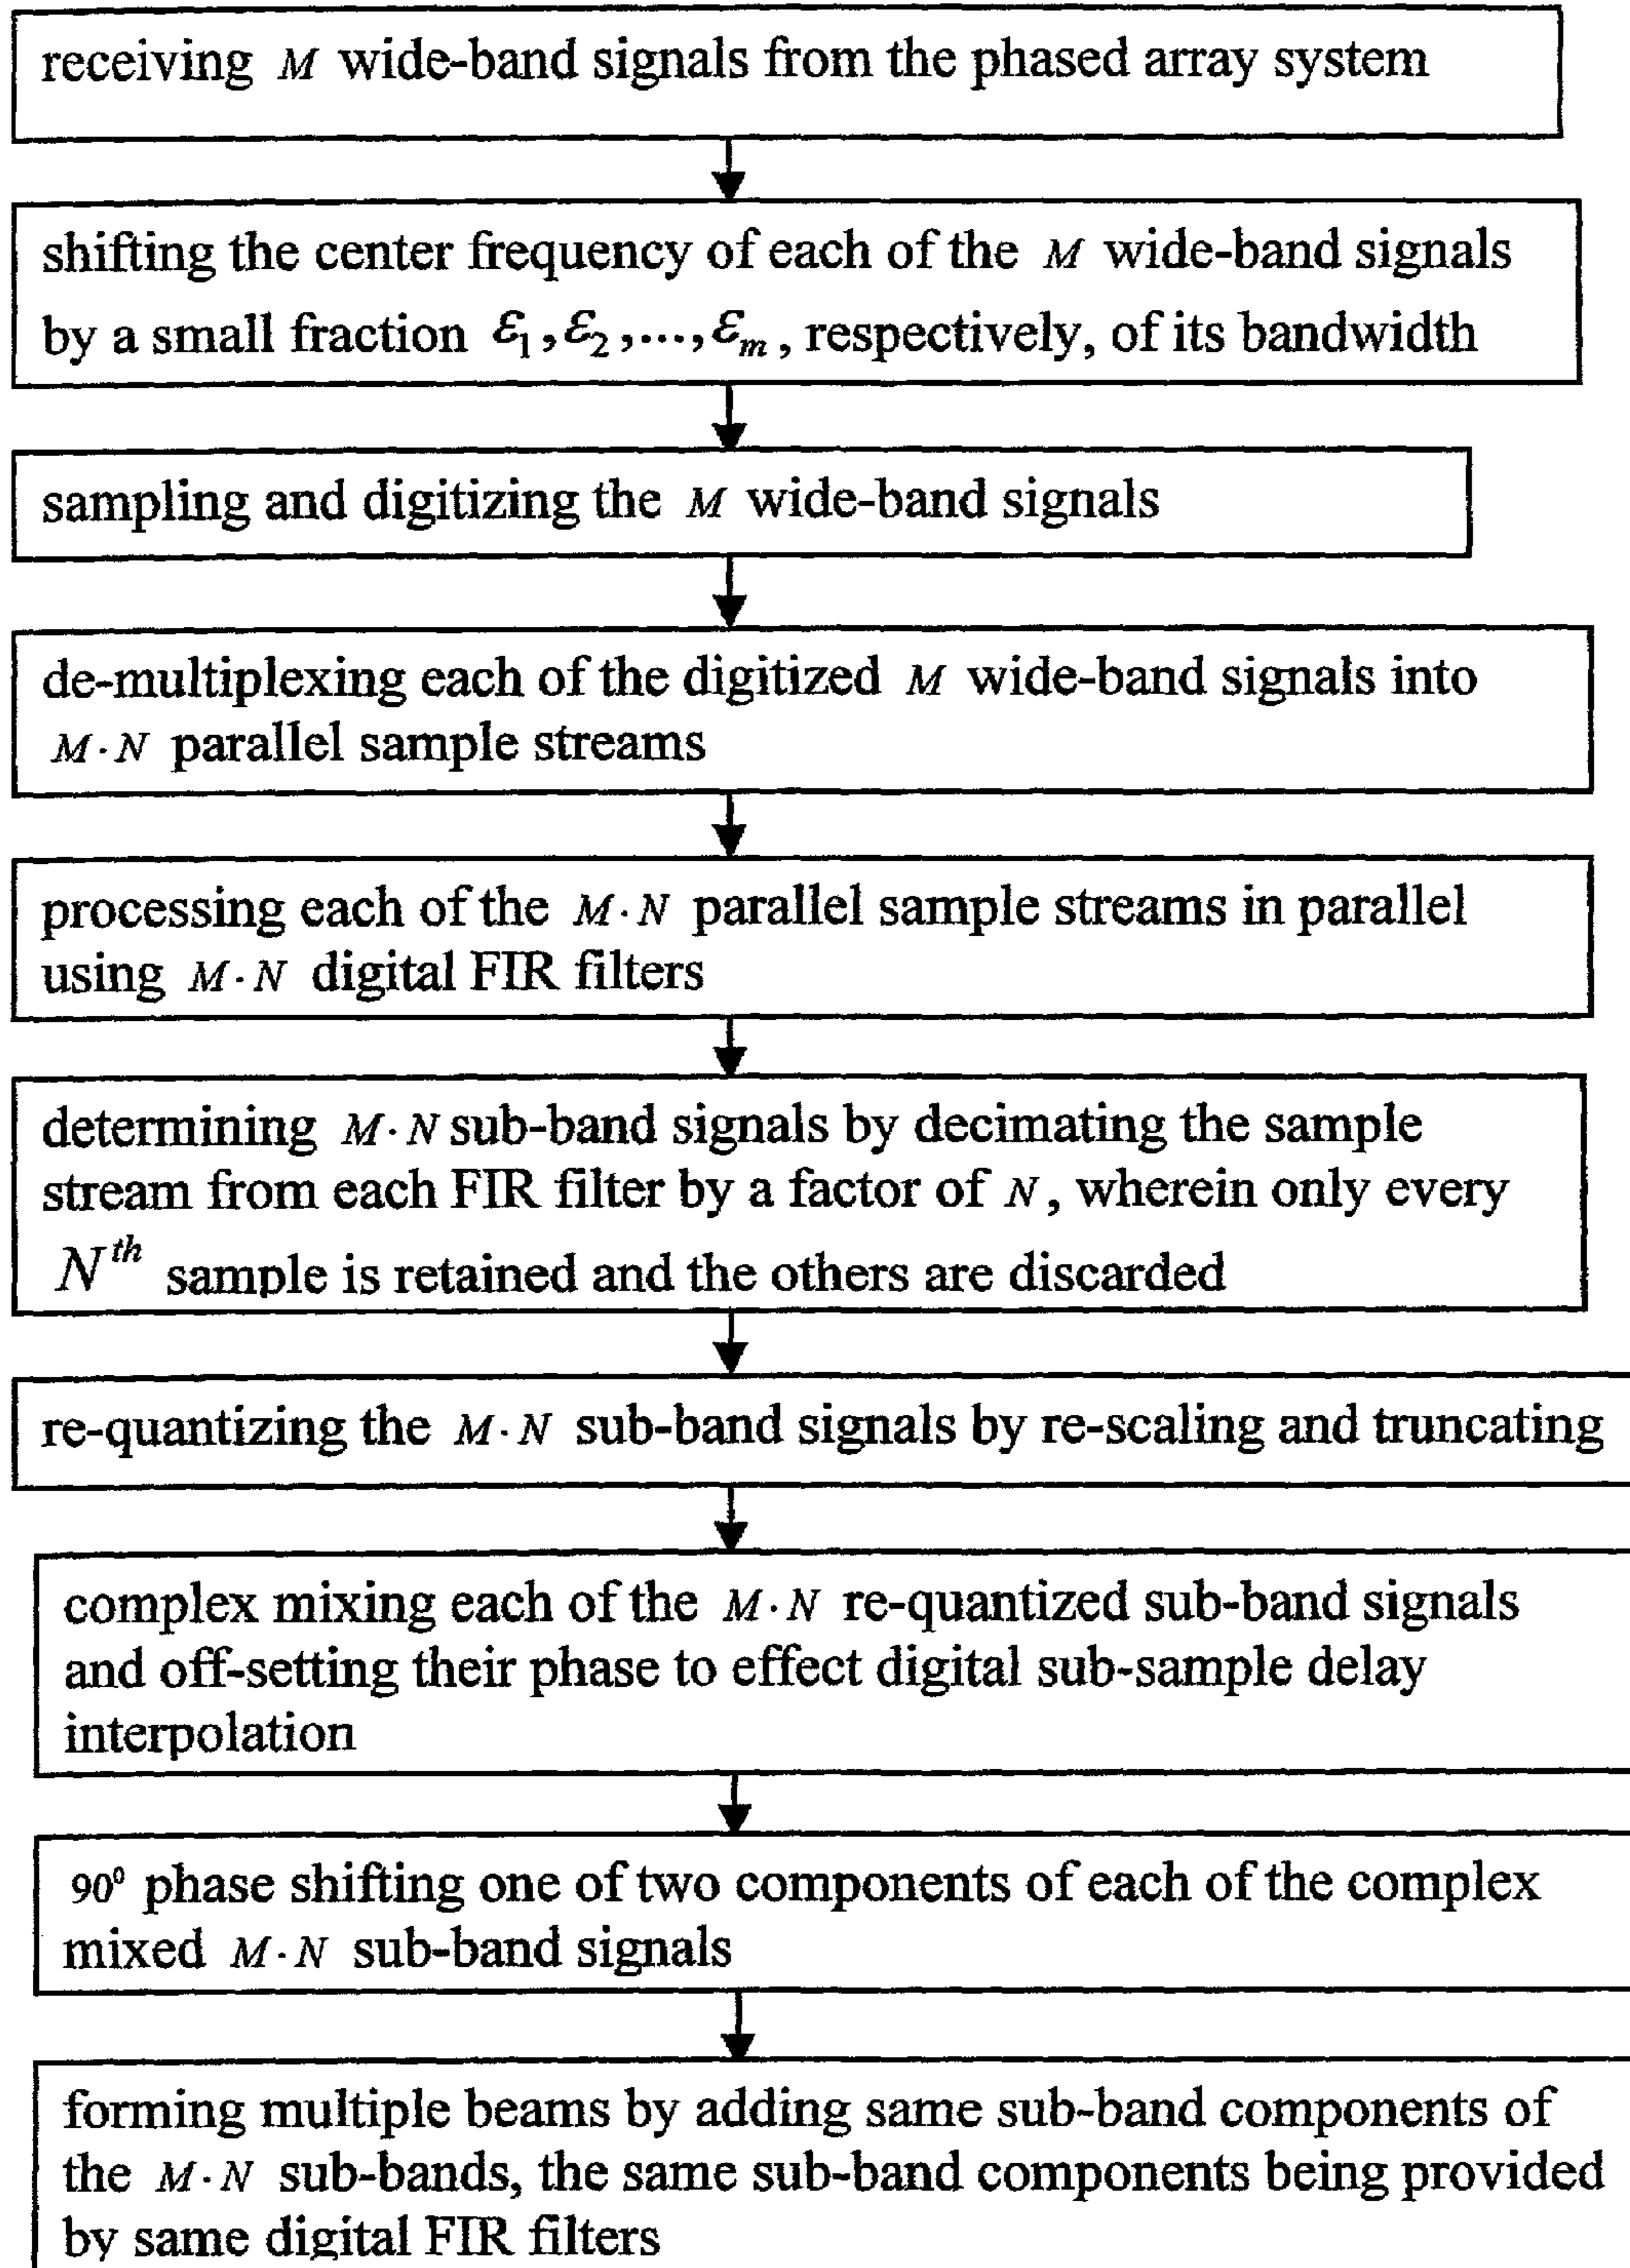 receiving M wide-band signals from the phased array system
shifting the center frequency of each of the M wide-band signals
by a small fraction ε₁,ε₂,...,εₘ, respectively, of its bandwidth
sampling and digitizing the M wide-band signals
de-multiplexing each of the digitized M wide-band signals into
M·N parallel sample streams
processing each of the M·N parallel sample streams in parallel
using M·N digital FIR filters
determining M·N sub-band signals by decimating the sample
stream from each FIR filter by a factor of N, wherein only every
Nᵗʰ sample is retained and the others are discarded
re-quantizing the M·N sub-band signals by re-scaling and truncating
complex mixing each of the M·N re-quantized sub-band signals
and off-setting their phase to effect digital sub-sample delay
interpolation
90⁰ phase shifting one of two components of each of the complex
mixed M·N sub-band signals
forming multiple beams by adding same sub-band components of
the M·N sub-bands, the same sub-band components being provided
by same digital FIR filters